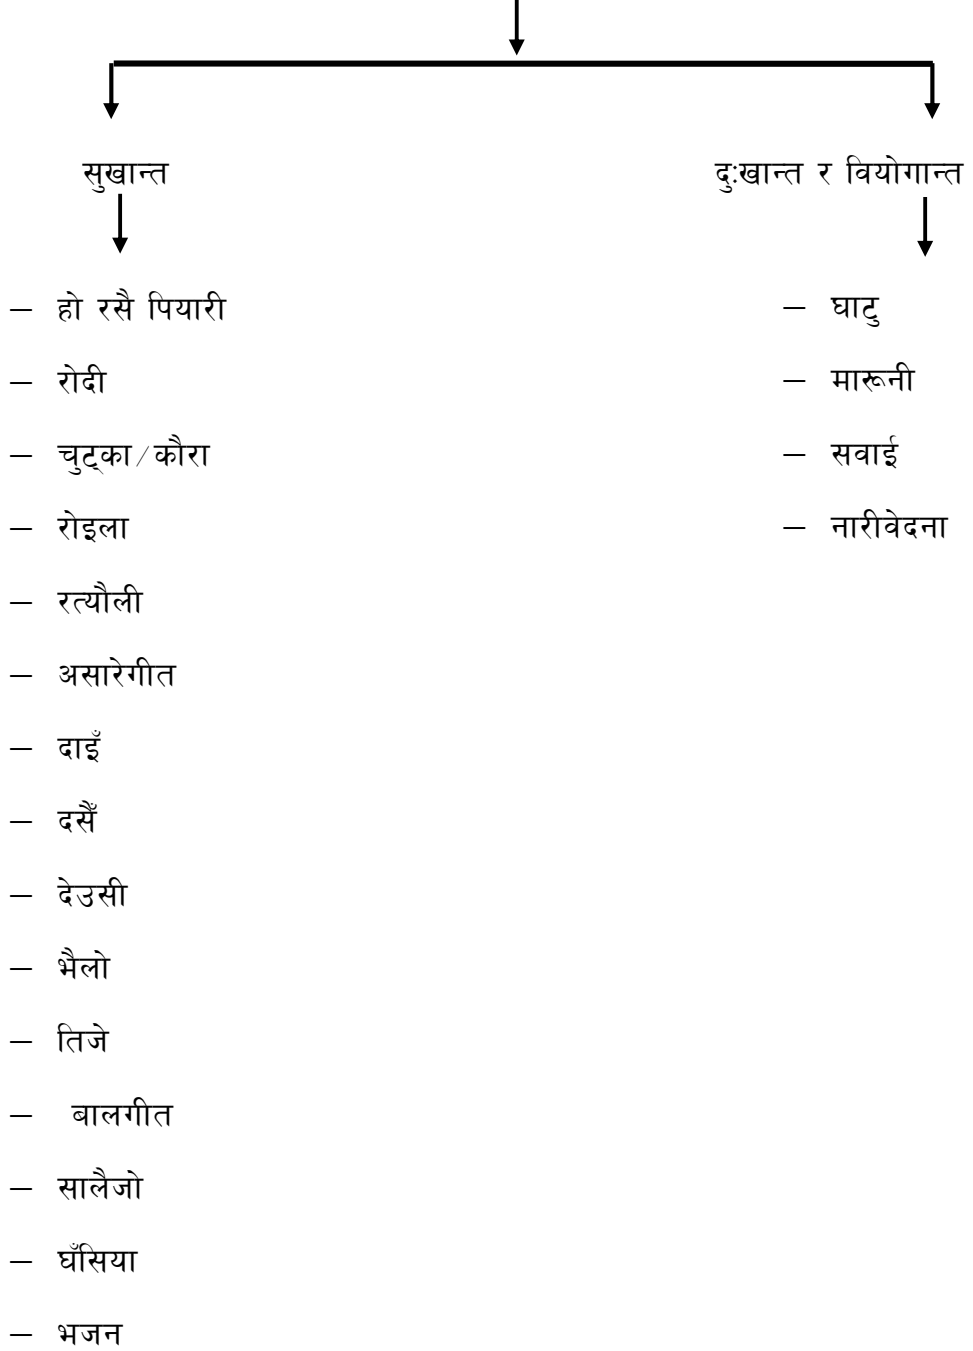 सुखान्त
दुःखान्त र वियोगान्त
– हो रसै पियारी
– रोदी
– चुट्का/कौरा
– रोइला
– रत्यौली
– असारेगीत
– दाइँ
– दसैँ
– देउसी
– भैलो
– तिजे
– बालगीत
– सालैजो
– घँसिया
– भजन
– घाटु
– मारूनी
– सवाई
– नारीवेदना